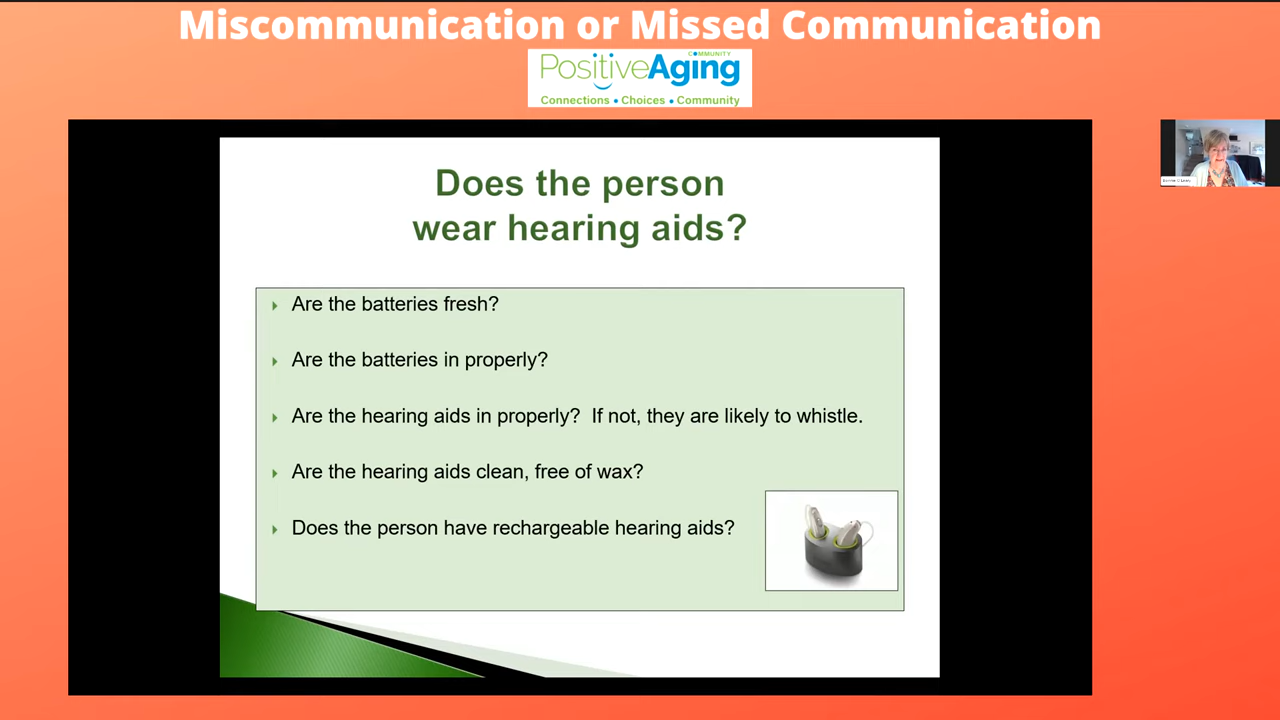 Miscommunication or Missed Communication
COMMUNITY
PositiveAging
Connections • Choices • Community
Does the person
wear hearing aids?
Are the batteries fresh?
Are the batteries in properly?
Are the hearing aids in properly? If not, they are likely to whistle.
Are the hearing aids clean, free of wax?
Does the person have rechargeable hearing aids?